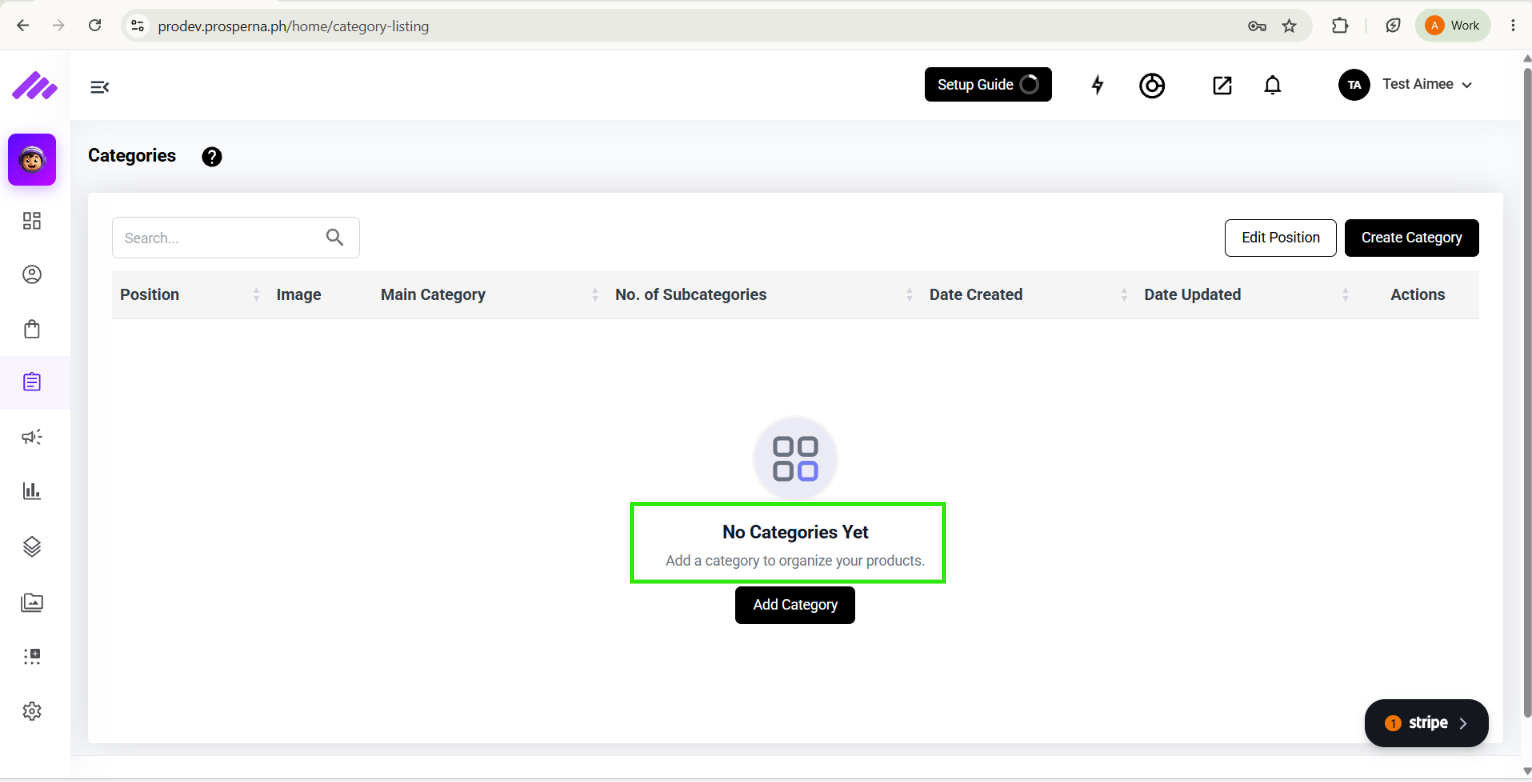 prodev.prosperna.ph/home/category-listing
A Work
Setup Guide
TA Test Aimee
Categories ?
Search...
Edit Position Create Category
Position Image Main Category No. of Subcategories Date Created Date Updated Actions
No Categories Yet
Add a category to organize your products.
Add Category
1 stripe